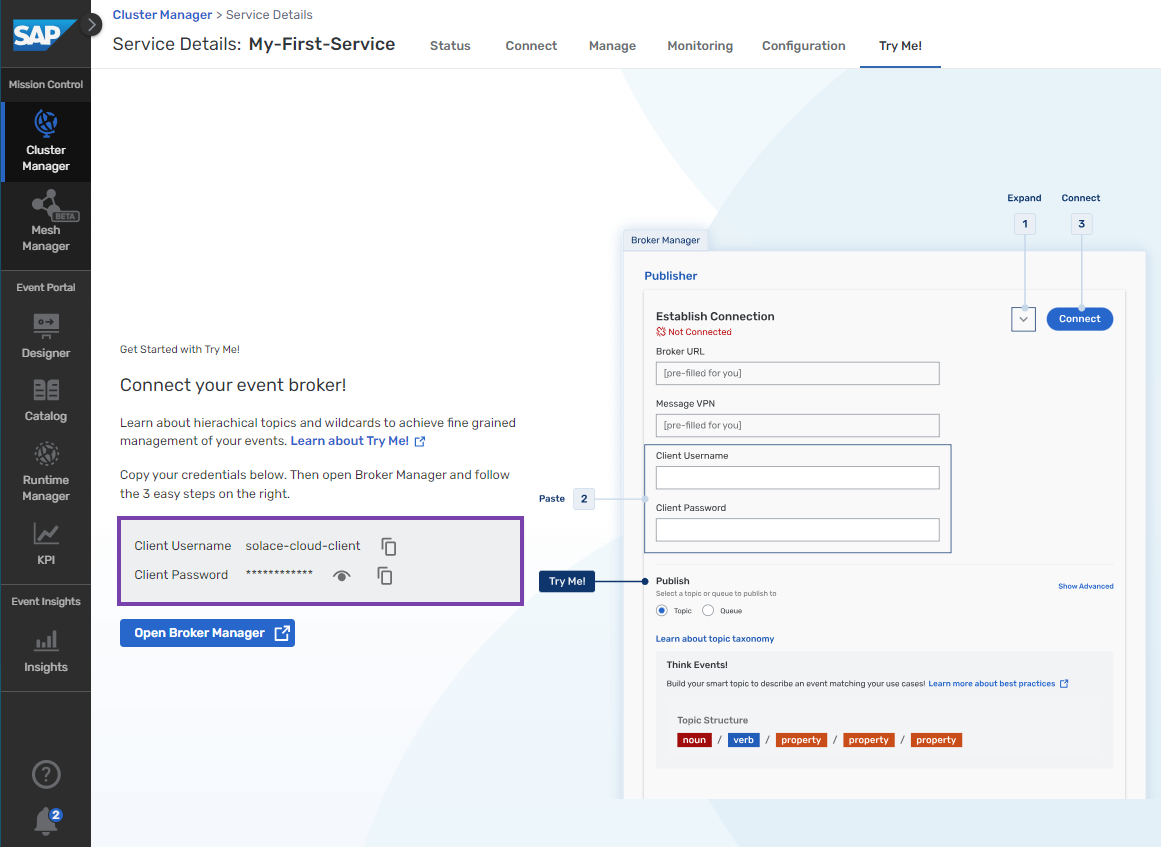 SAP
Mission Control
Cluster
Manager
BETA
Mesh
Manager
Event Portal
Designer
Catalog
Runtime
Manager
KPI
Event Insights
Insights
?
2
Cluster Manager > Service Details
Service Details: My-First-Service
Status
Connect
Manage
Monitoring
Configuration
Try Me!
Get Started with Try Me!
Connect your event broker!
Learn about hierachical topics and wildcards to achieve fine grained
management of your events. Learn about Try Me!
Copy your credentials below. Then open Broker Manager and follow
the 3 easy steps on the right.
Client Username solace-cloud-client
Client Password ************
Open Broker Manager
Expand
Connect
1
3
Broker Manager
Publisher
Establish Connection
Not Connected
Connect
Broker URL
[pre-filled for you]
Message VPN
[pre-filled for you]
Client Username
Paste 2
Client Password
Try Me!
Publish
Select a topic or queue to publish to
Show Advanced
Topic Queue
Learn about topic taxonomy
Think Events!
Build your smart topic to describe an event matching your use cases! Learn more about best practices
Topic Structure
noun / verb / property / property / property